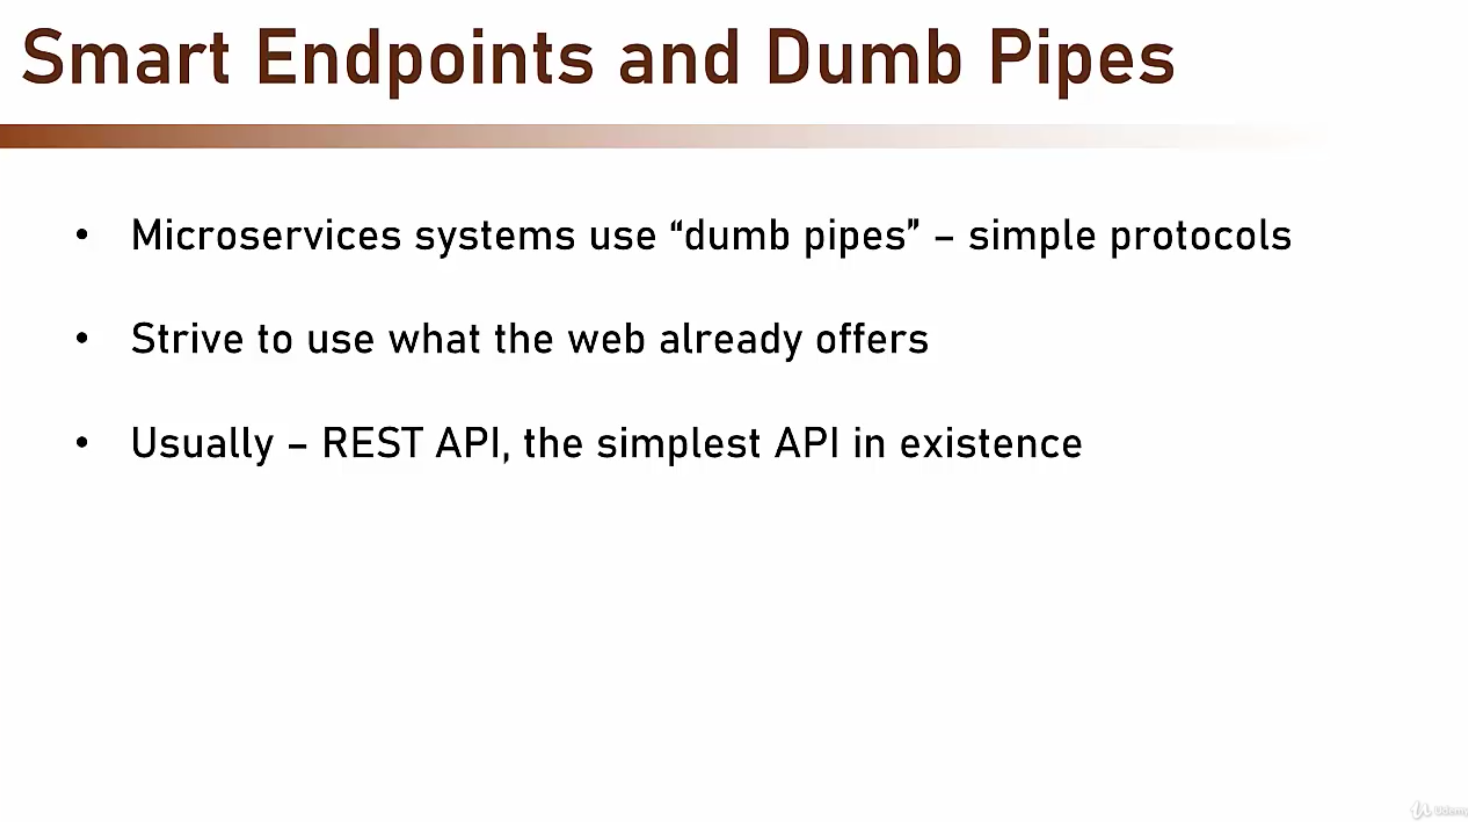 Smart Endpoints and Dumb Pipes
• Microservices systems use “dumb pipes” – simple protocols
• Strive to use what the web already offers
• Usually – REST API, the simplest API in existence
Udemy